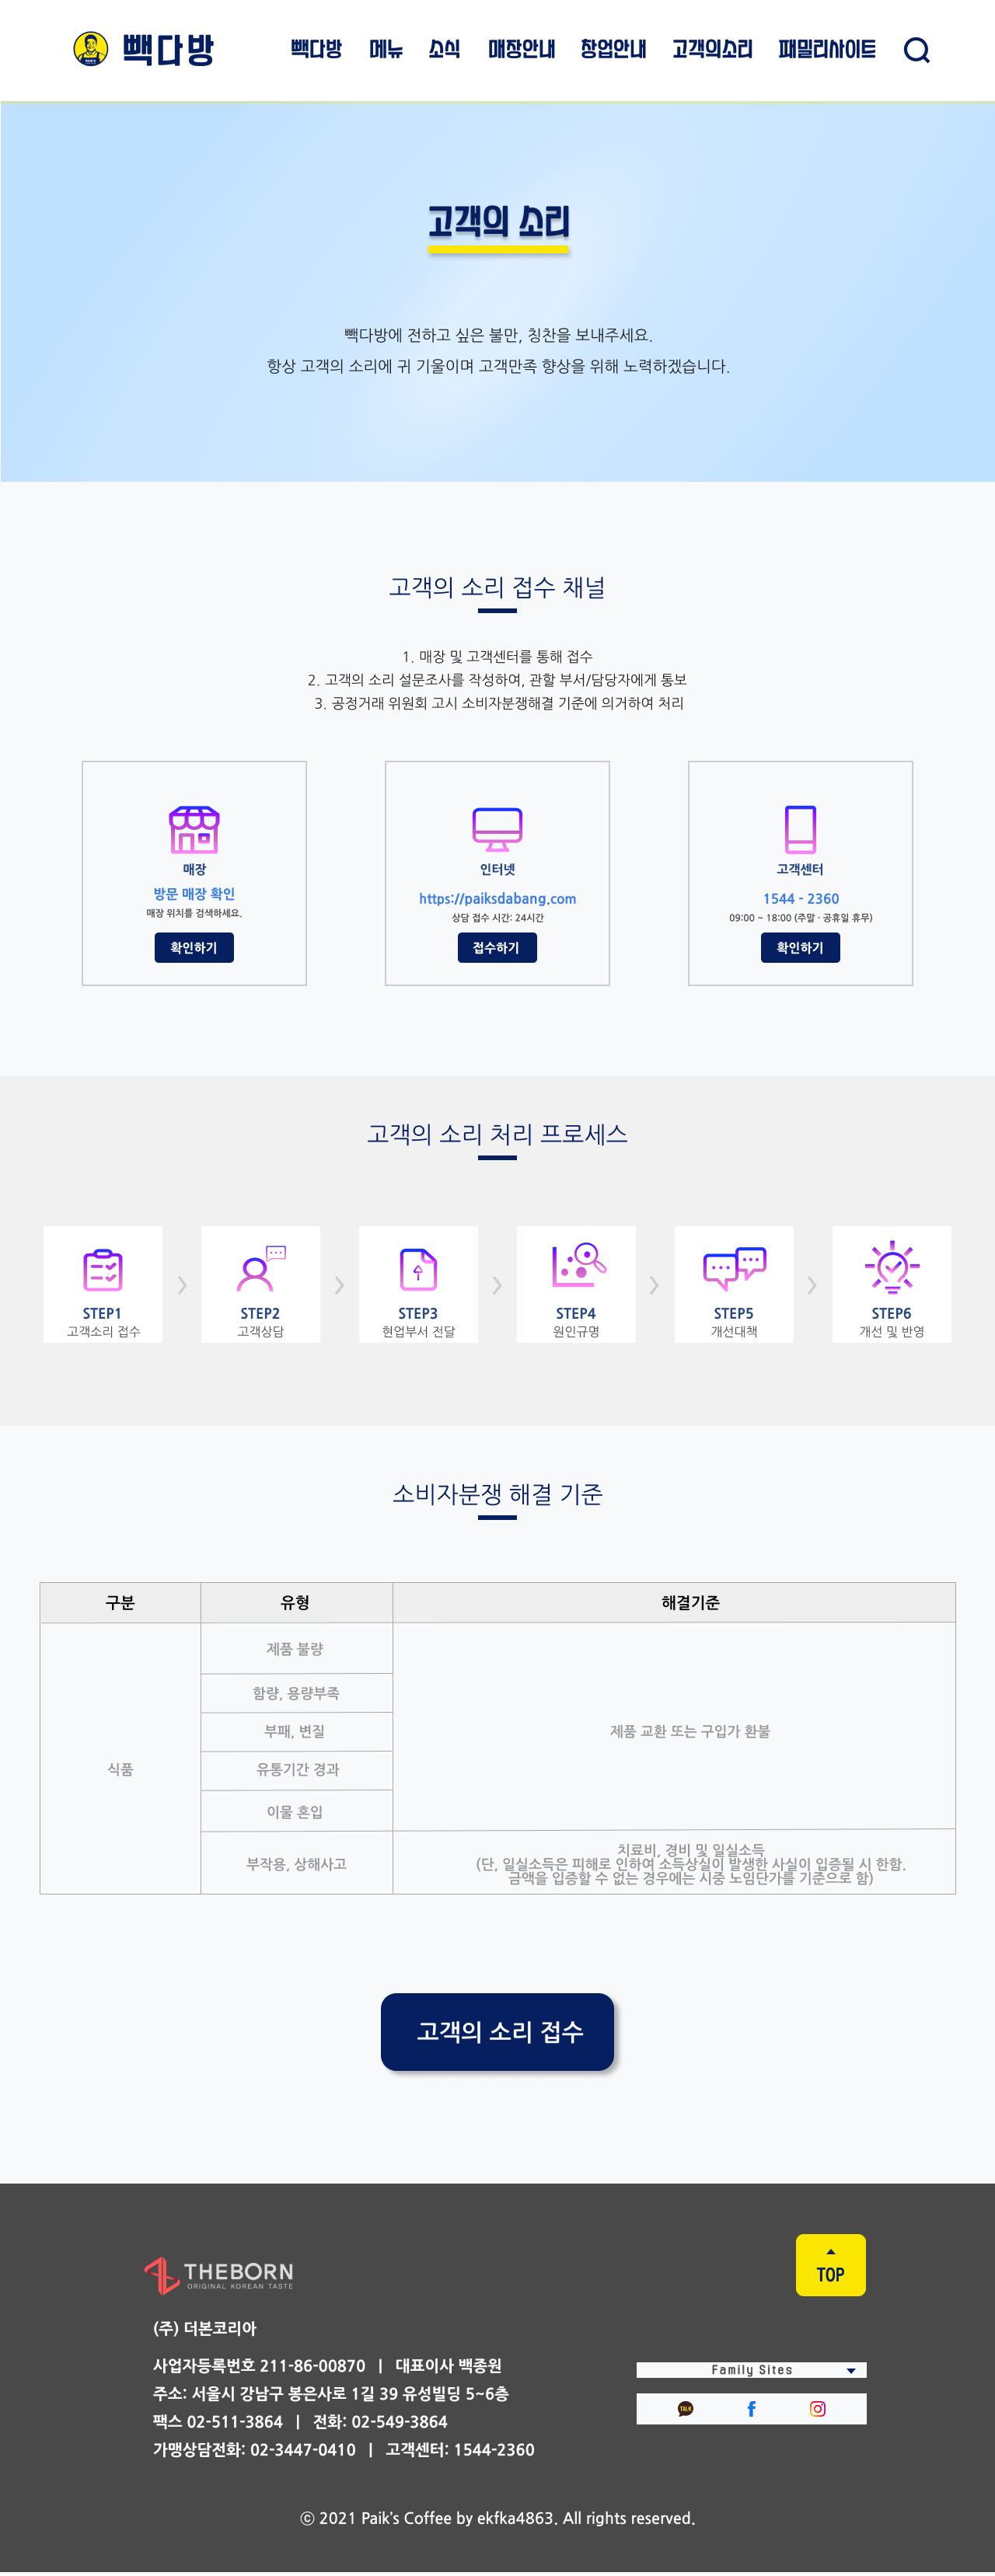 빽다방
빽다방 메뉴 소식 매장안내 창업안내 고객의소리 패밀리사이트
고객의 소리
빽다방에 전하고 싶은 불만, 칭찬을 보내주세요.
항상 고객의 소리에 귀 기울이며 고객만족 향상을 위해 노력하겠습니다.
고객의 소리 접수 채널
1. 매장 및 고객센터를 통해 접수
2. 고객의 소리 설문조사를 작성하여, 관할 부서/담당자에게 통보
3. 공정거래 위원회 고시 소비자분쟁해결 기준에 의거하여 처리
매장
방문 매장 확인
매장 위치를 검색하세요.
확인하기
인터넷
https://paiksdabang.com
상담 접수 시간: 24시간
접수하기
고객센터
1544 - 2360
09:00 ~ 18:00 (주말 · 공휴일 휴무)
확인하기
고객의 소리 처리 프로세스
STEP1
고객소리 접수
STEP2
고객상담
STEP3
현업부서 전달
STEP4
원인규명
STEP5
개선대책
STEP6
개선 및 반영
소비자분쟁 해결 기준
구분 유형 해결기준
식품
제품 불량
함량, 용량부족
부패, 변질
유통기간 경과
이물 혼입
제품 교환 또는 구입가 환불
부작용, 상해사고
치료비, 경비 및 일실소득
(단, 일실소득은 피해로 인하여 소득상실이 발생한 사실이 입증될 시 한함.
금액을 입증할 수 없는 경우에는 시중 노임단가를 기준으로 함)
고객의 소리 접수
THEBORN
ORIGINAL KOREAN TASTE
TOP
(주) 더본코리아
사업자등록번호 211-86-00870 | 대표이사 백종원
주소: 서울시 강남구 봉은사로 1길 39 유성빌딩 5~6층
팩스 02-511-3864 | 전화: 02-549-3864
가맹상담전화: 02-3447-0410 | 고객센터: 1544-2360
Family Sites
TALK
ⓒ 2021 Paik's Coffee by ekfka4863. All rights reserved.